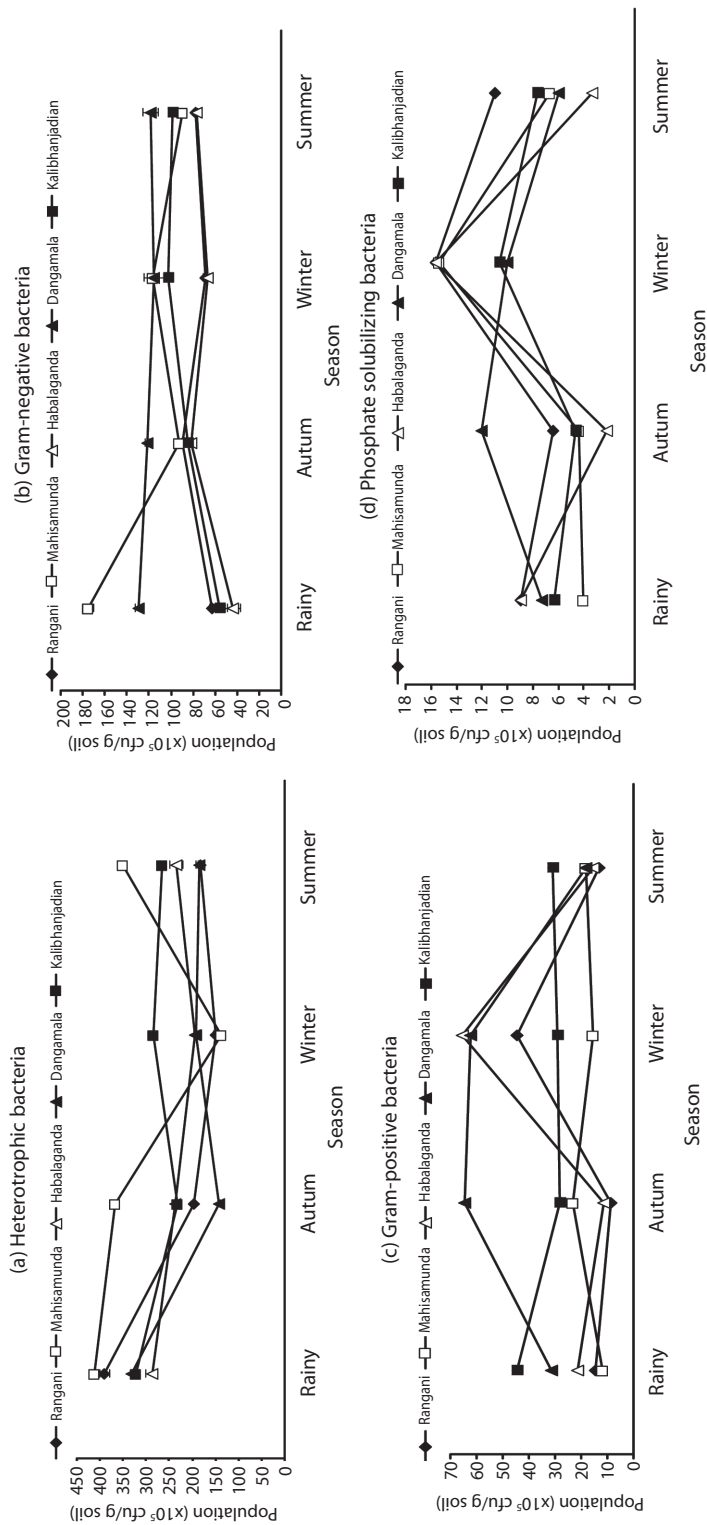 (a) Heterotrophic bacteria
Rangani Mahisamunda Habalaganda Dangamala Kalibhanjadian
Population (x10⁵ cfu/g soil)
450
400
350
300
250
200
150
100
50
0
Rainy Autum Winter Summer
Season
(b) Gram-negative bacteria
Rangani Mahisamunda Habalaganda Dangamala Kalibhanjadian
Population (x10⁵ cfu/g soil)
200
180
160
140
120
100
80
60
40
20
0
Rainy Autum Winter Summer
Season
(c) Gram-positive bacteria
Rangani Mahisamunda Habalaganda Dangamala Kalibhanjadian
Population (x10⁵ cfu/g soil)
70
60
50
40
30
20
10
0
Rainy Autum Winter Summer
Season
(d) Phosphate solubilizing bacteria
Rangani Mahisamunda Habalaganda Dangamala Kalibhanjadian
Population (x10⁵ cfu/g soil)
18
16
14
12
10
8
6
4
2
0
Rainy Autum Winter Summer
Season